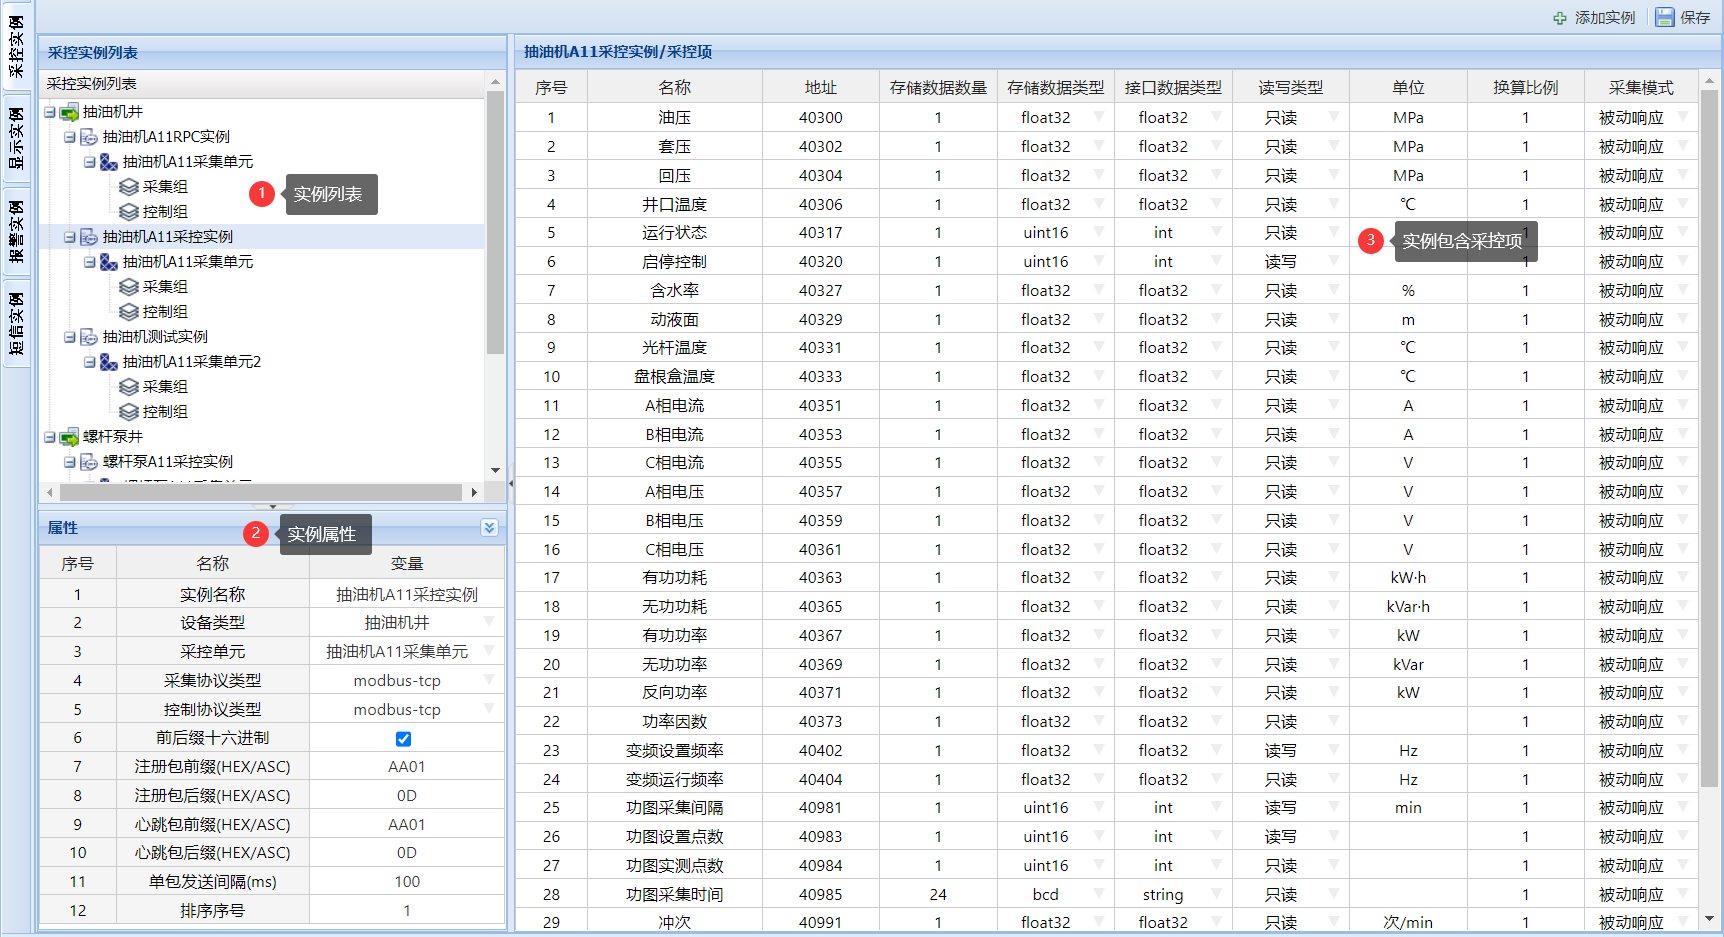 添加实例 保存
采控实例
显示实例
报警实例
短信实例
采控实例列表
采控实例列表
抽油机井
抽油机A11RPC实例
抽油机A11采集单元
采集组
控制组
1 实例列表
抽油机A11采控实例
抽油机A11采集单元
采集组
控制组
抽油机测试实例
抽油机A11采集单元2
采集组
控制组
螺杆泵井
螺杆泵A11采控实例
属性
2 实例属性
序号 名称 变量
1 实例名称 抽油机A11采控实例
2 设备类型 抽油机井
3 采控单元 抽油机A11采集单元
4 采集协议类型 modbus-tcp
5 控制协议类型 modbus-tcp
6 前后缀十六进制
7 注册包前缀(HEX/ASC) AA01
8 注册包后缀(HEX/ASC) 0D
9 心跳包前缀(HEX/ASC) AA01
10 心跳包后缀(HEX/ASC) 0D
11 单包发送间隔(ms) 100
12 排序序号 1
抽油机A11采控实例/采控项
序号 名称 地址 存储数据数量 存储数据类型 接口数据类型 读写类型 单位 换算比例 采集模式
1 油压 40300 1 float32 float32 只读 MPa 1 被动响应
2 套压 40302 1 float32 float32 只读 MPa 1 被动响应
3 回压 40304 1 float32 float32 只读 MPa 1 被动响应
4 井口温度 40306 1 float32 float32 只读 ℃ 1 被动响应
5 运行状态 40317 1 uint16 int 只读 1 被动响应
3 实例包含采控项
6 启停控制 40320 1 uint16 int 读写 1 被动响应
7 含水率 40327 1 float32 float32 只读 % 1 被动响应
8 动液面 40329 1 float32 float32 只读 m 1 被动响应
9 光杆温度 40331 1 float32 float32 只读 ℃ 1 被动响应
10 盘根盒温度 40333 1 float32 float32 只读 ℃ 1 被动响应
11 A相电流 40351 1 float32 float32 只读 A 1 被动响应
12 B相电流 40353 1 float32 float32 只读 A 1 被动响应
13 C相电流 40355 1 float32 float32 只读 V 1 被动响应
14 A相电压 40357 1 float32 float32 只读 V 1 被动响应
15 B相电压 40359 1 float32 float32 只读 V 1 被动响应
16 C相电压 40361 1 float32 float32 只读 V 1 被动响应
17 有功功耗 40363 1 float32 float32 只读 kW·h 1 被动响应
18 无功功耗 40365 1 float32 float32 只读 kVar·h 1 被动响应
19 有功功率 40367 1 float32 float32 只读 kW 1 被动响应
20 无功功率 40369 1 float32 float32 只读 kVar 1 被动响应
21 反向功率 40371 1 float32 float32 只读 kW 1 被动响应
22 功率因数 40373 1 float32 float32 只读 1 被动响应
23 变频设置频率 40402 1 float32 float32 读写 Hz 1 被动响应
24 变频运行频率 40404 1 float32 float32 只读 Hz 1 被动响应
25 功图采集间隔 40981 1 uint16 int 读写 min 1 被动响应
26 功图设置点数 40983 1 uint16 int 读写 1 被动响应
27 功图实测点数 40984 1 uint16 int 只读 1 被动响应
28 功图采集时间 40985 24 bcd string 只读 1 被动响应
29 冲次 40991 1 float32 float32 只读 次/min 1 被动响应